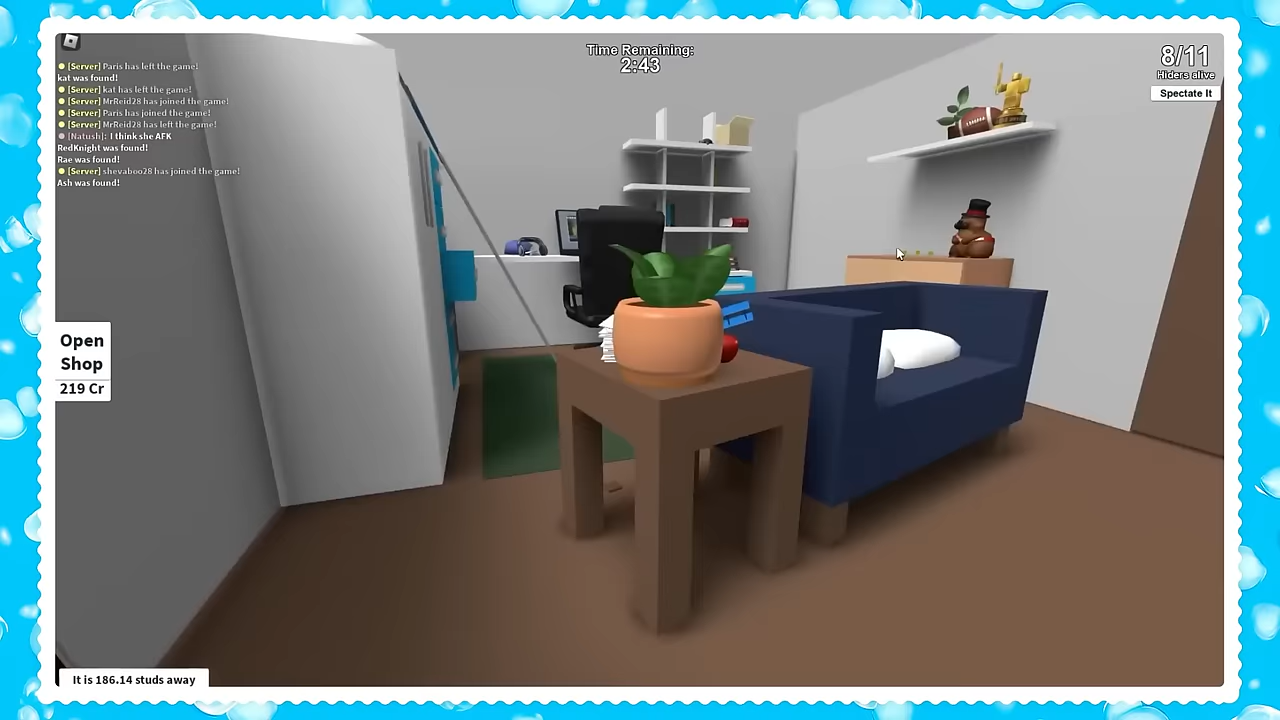 [Server] Paris has left the game!
kat was found!
[Server] kat has left the game!
[Server] MrReid28 has joined the game!
[Server] Paris has joined the game!
[Server] MrReid28 has left the game!
[Natush]: I think she AFK
RedKnight was found!
Rae was found!
[Server] shevaboo28 has joined the game!
Ash was found!
Time Remaining:
2:43
8/11
Hiders alive
Spectate It
Open
Shop
219 Cr
It is 186.14 studs away